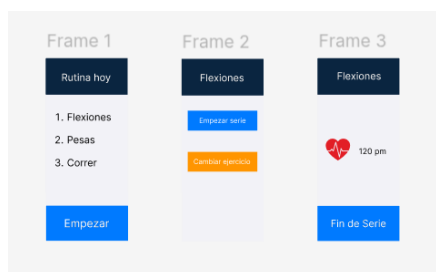 Frame 1
Rutina hoy
1. Flexiones
2. Pesas
3. Correr
Empezar
Frame 2
Flexiones
Empezar serie
Cambiar ejercicio
Frame 3
Flexiones
120 pm
Fin de Serie